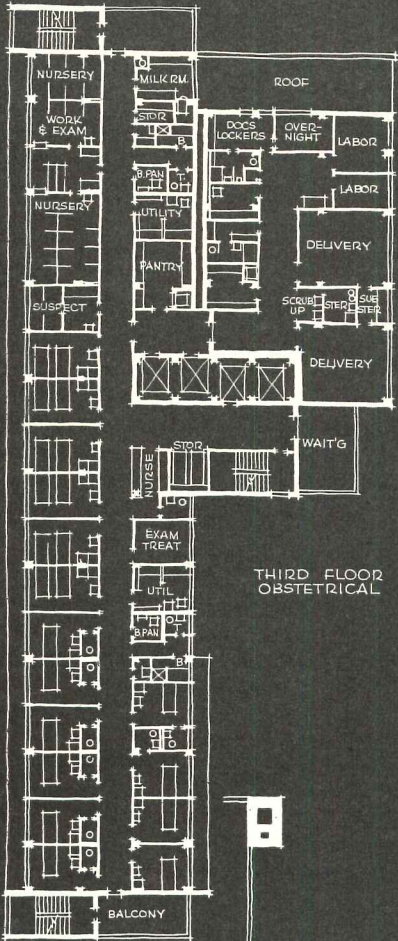 NURSERY
MILK RM.
ROOF
STOR
WORK
& EXAM
DOCS
LOCKERS
OVER-
NIGHT
LABOR
B
B.PAN
T.
LABOR
NURSERY
UTILITY
DELIVERY
PANTRY
SUSPECT
SCRUB
UP
STER
SUB
STER
DELIVERY
WAIT'G
STOR
NURSE
EXAM
TREAT
THIRD FLOOR
OBSTETRICAL
UTIL
B.PAN
T.
B
BALCONY